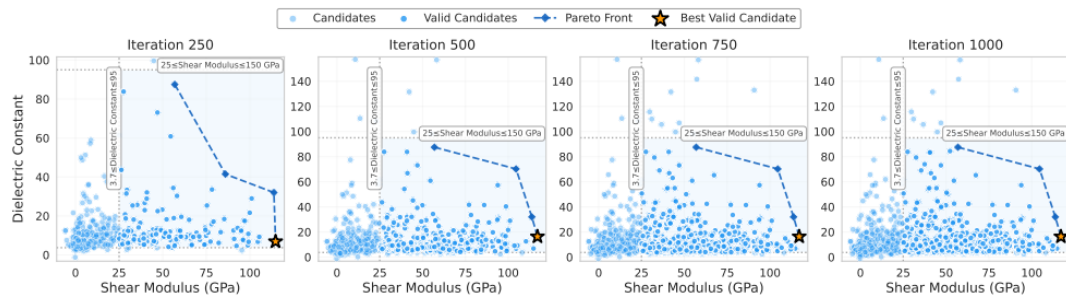 Candidates
Valid Candidates
Pareto Front
Best Valid Candidate
Iteration 250
Iteration 500
Iteration 750
Iteration 1000
Dielectric Constant
100
80
60
40
20
0
3.7≤Dielectric Constant≤95
25≤Shear Modulus≤150 GPa
0
25
50
75
100
Shear Modulus (GPa)
140
120
100
80
60
40
20
0
3.7≤Dielectric Constant≤95
25≤Shear Modulus≤150 GPa
0
25
50
75
100
Shear Modulus (GPa)
140
120
100
80
60
40
20
0
3.7≤Dielectric Constant≤95
25≤Shear Modulus≤150 GPa
0
25
50
75
100
Shear Modulus (GPa)
140
120
100
80
60
40
20
0
3.7≤Dielectric Constant≤95
25≤Shear Modulus≤150 GPa
0
25
50
75
100
Shear Modulus (GPa)